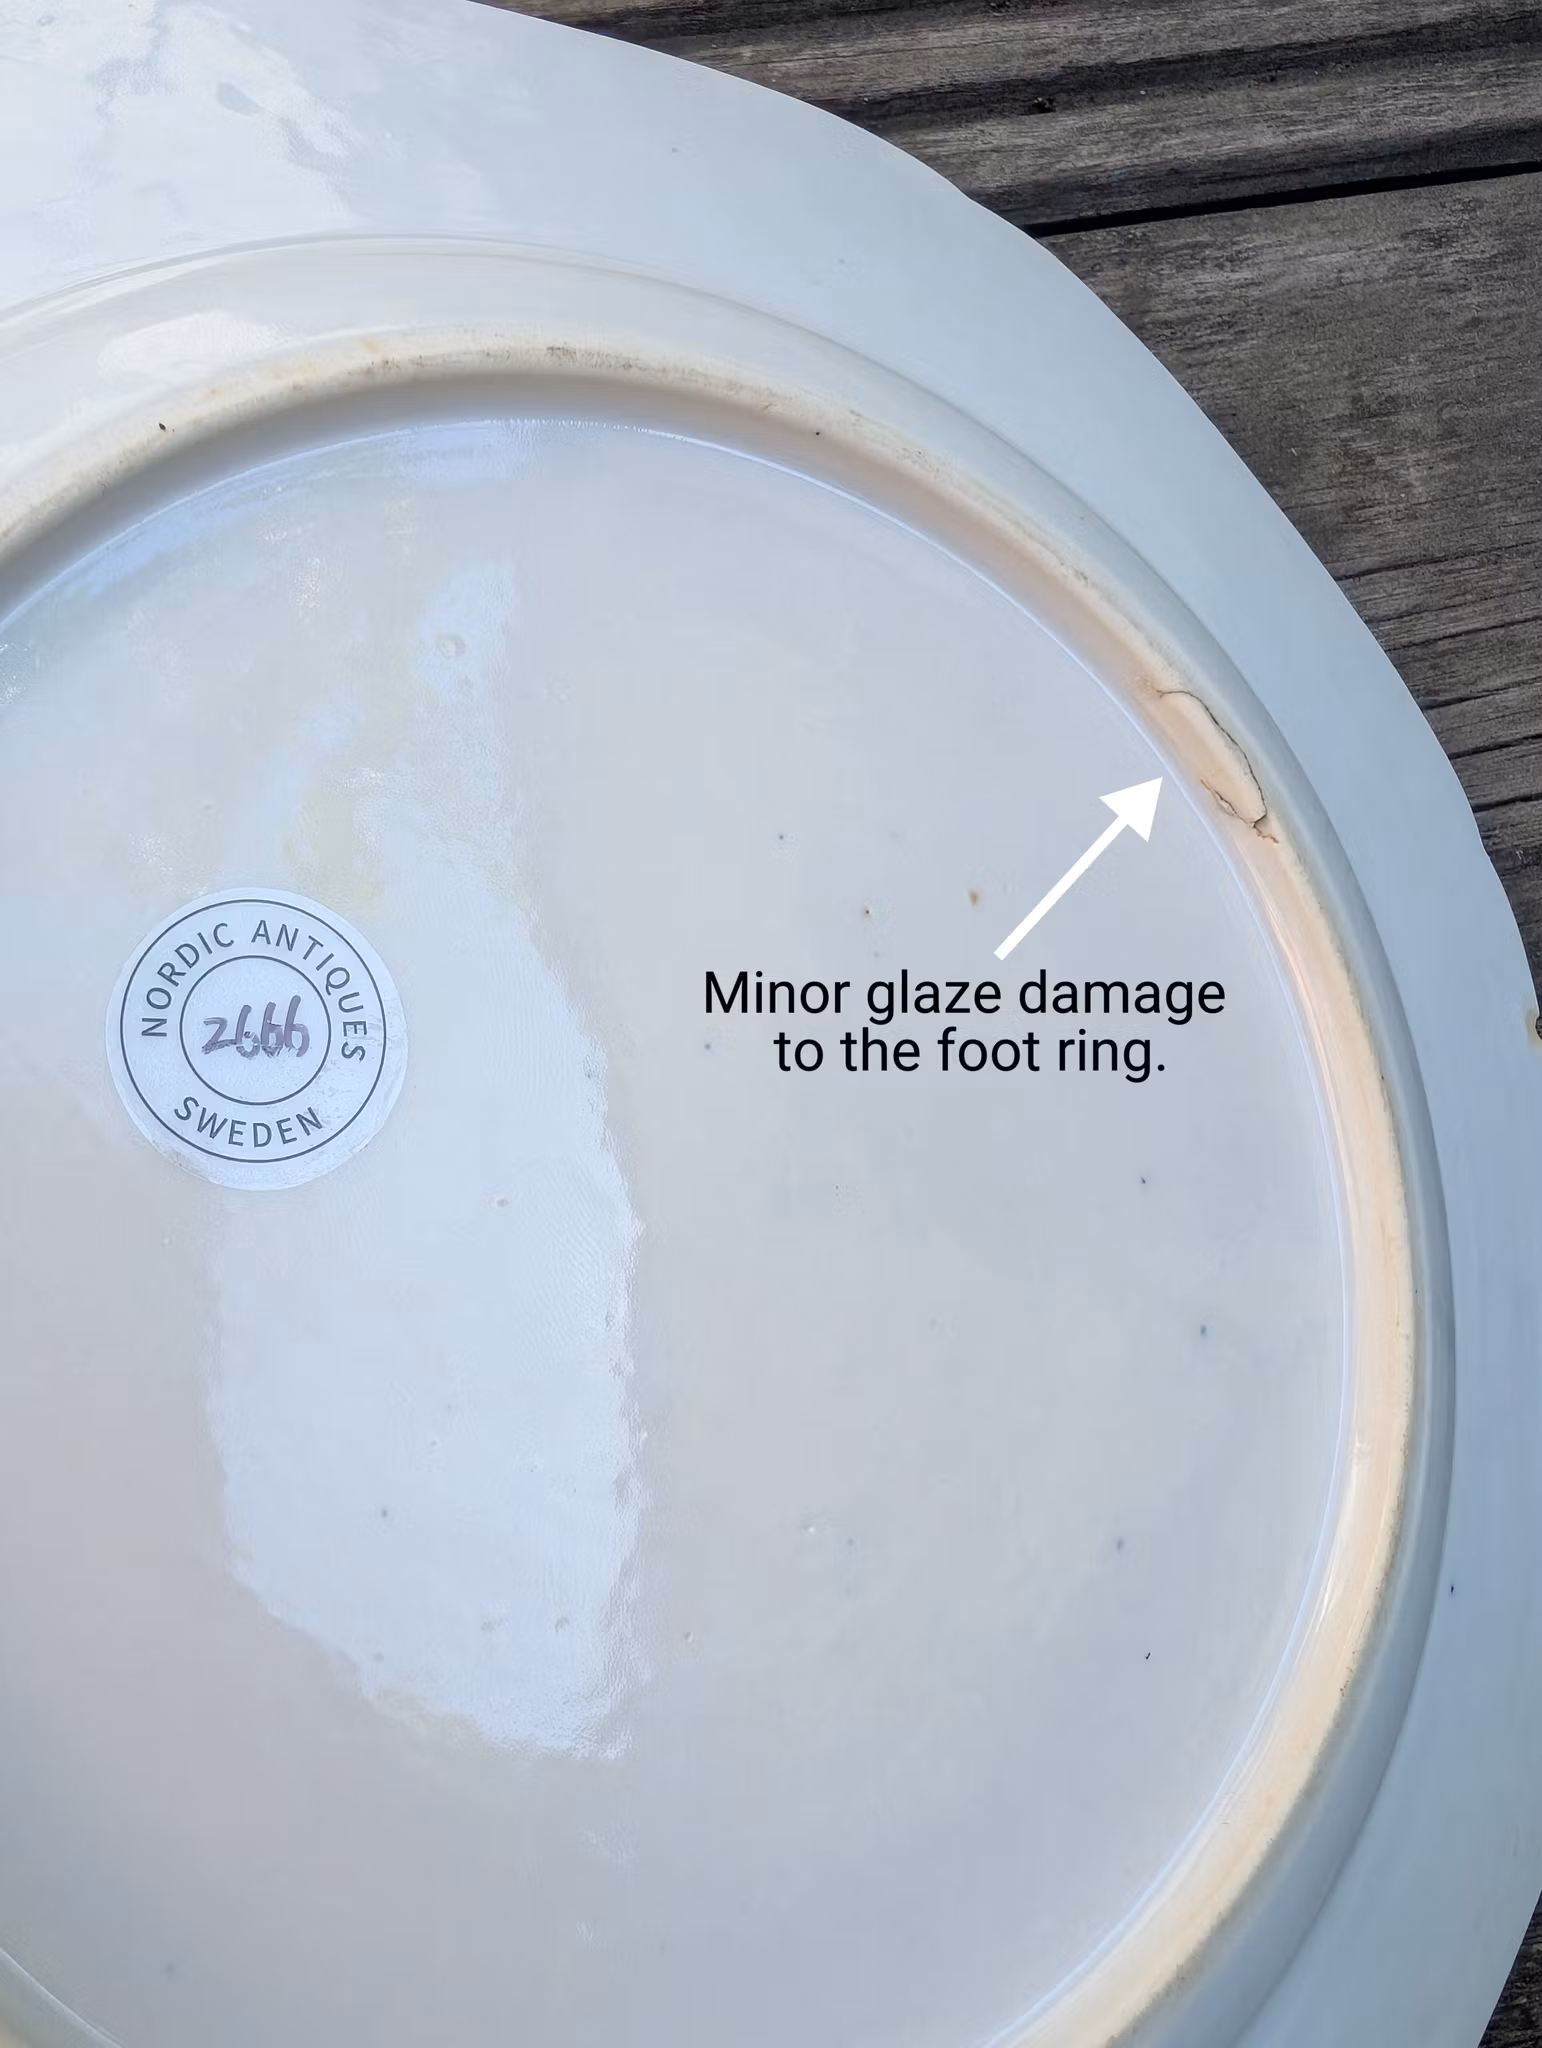 NORDIC ANTIQUES
2666
SWEDEN
Minor glaze damage
to the foot ring.